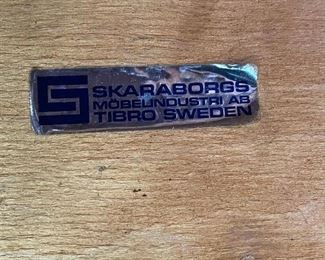 SKARABORGS
MÖBELINDUSTRI AB
TIBRO SWEDEN